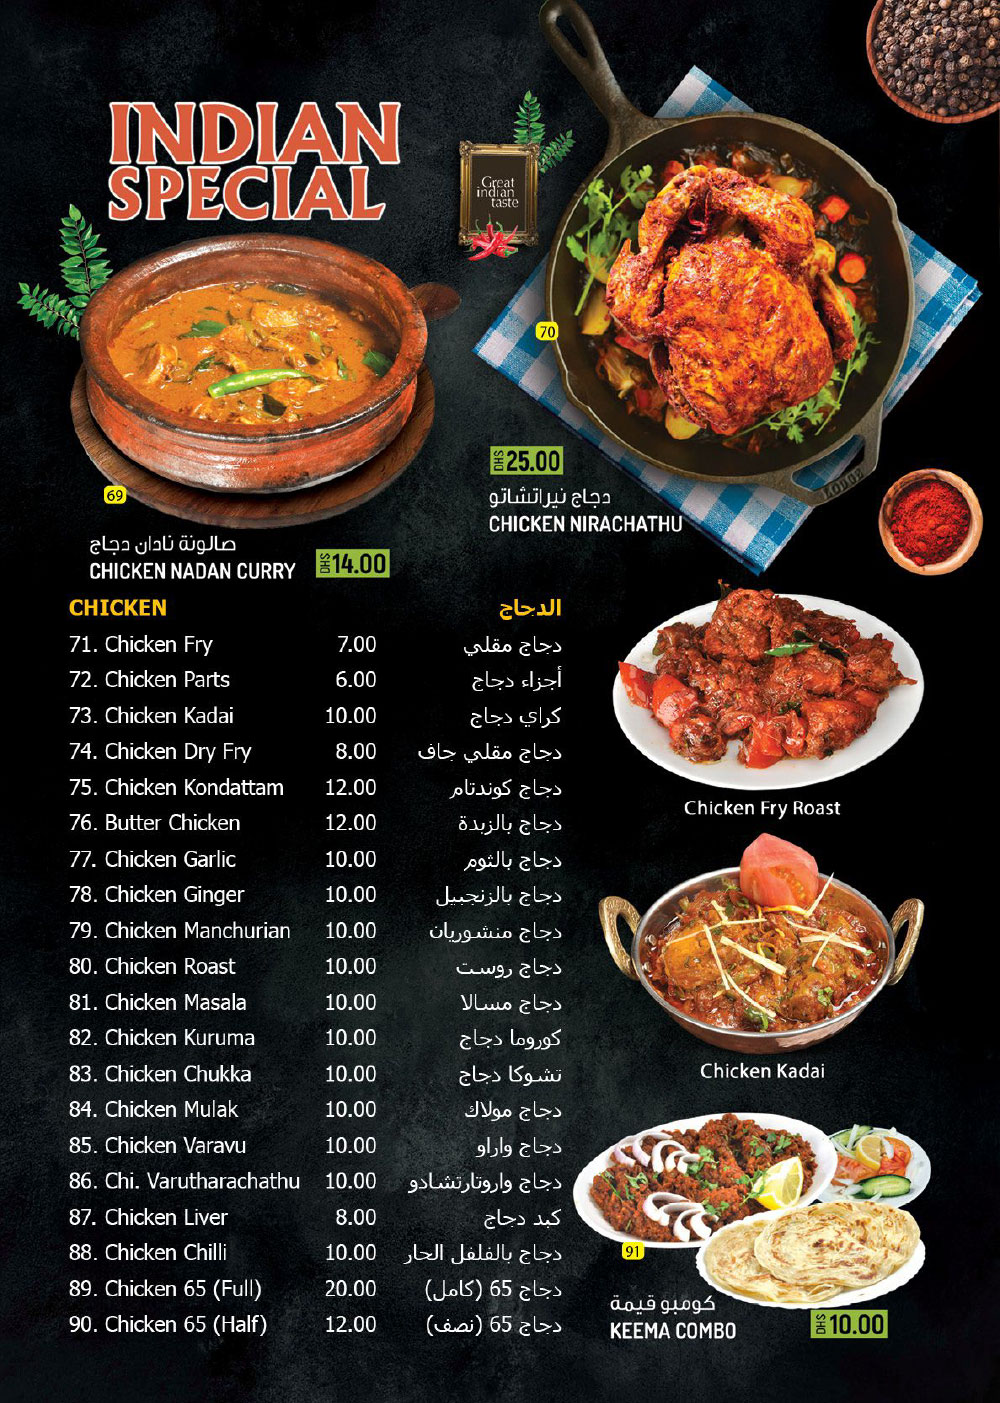 INDIAN
SPECIAL
Great
indian
taste
70
69
DHS 25.00
دجاج نيراتشاتو
CHICKEN NIRACHATHU
صالونة نادان دجاج
CHICKEN NADAN CURRY
DHS 14.00
CHICKEN الدجاج
71. Chicken Fry 7.00 دجاج مقلي
72. Chicken Parts 6.00 أجزاء دجاج
73. Chicken Kadai 10.00 كراي دجاج
74. Chicken Dry Fry 8.00 دجاج مقلي جاف
75. Chicken Kondattam 12.00 دجاج كوندتام
76. Butter Chicken 12.00 دجاج بالزبدة
77. Chicken Garlic 10.00 دجاج بالثوم
78. Chicken Ginger 10.00 دجاج بالزنجبيل
79. Chicken Manchurian 10.00 دجاج منشوريان
80. Chicken Roast 10.00 دجاج روست
81. Chicken Masala 10.00 دجاج مسالا
82. Chicken Kuruma 10.00 كوروما دجاج
83. Chicken Chukka 10.00 تشوكا دجاج
84. Chicken Mulak 10.00 دجاج مولاك
85. Chicken Varavu 10.00 دجاج واراو
86. Chi. Varutharachathu 10.00 دجاج واروتارتشادو
87. Chicken Liver 8.00 كبد دجاج
88. Chicken Chilli 10.00 دجاج بالفلفل الحار
89. Chicken 65 (Full) 20.00 دجاج 65 (كامل)
90. Chicken 65 (Half) 12.00 دجاج 65 (نصف)
Chicken Fry Roast
Chicken Kadai
91
كومبو قيمة
KEEMA COMBO
DHS 10.00